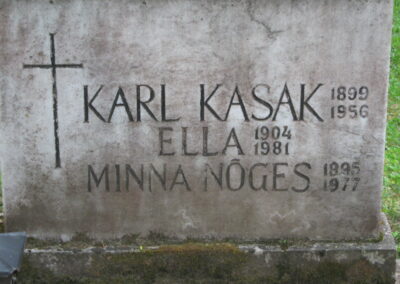 KARL KASAK 1899 1956
ELLA 1904 1981
MINNA NÕGES 1895 1977